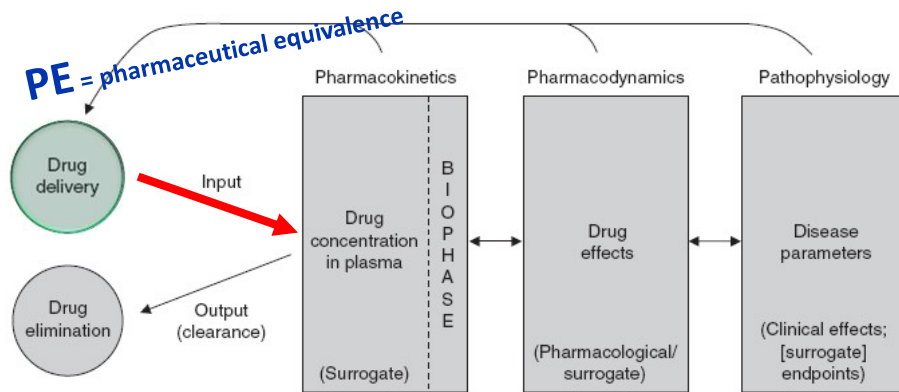 PE = pharmaceutical equivalence
Pharmacokinetics
Pharmacodynamics
Pathophysiology
Drug
delivery
Input
Drug
concentration
in plasma
BIOPHASE
Drug
effects
Disease
parameters
Drug
elimination
Output
(clearance)
(Surrogate)
(Pharmacological/
surrogate)
(Clinical effects;
[surrogate]
endpoints)